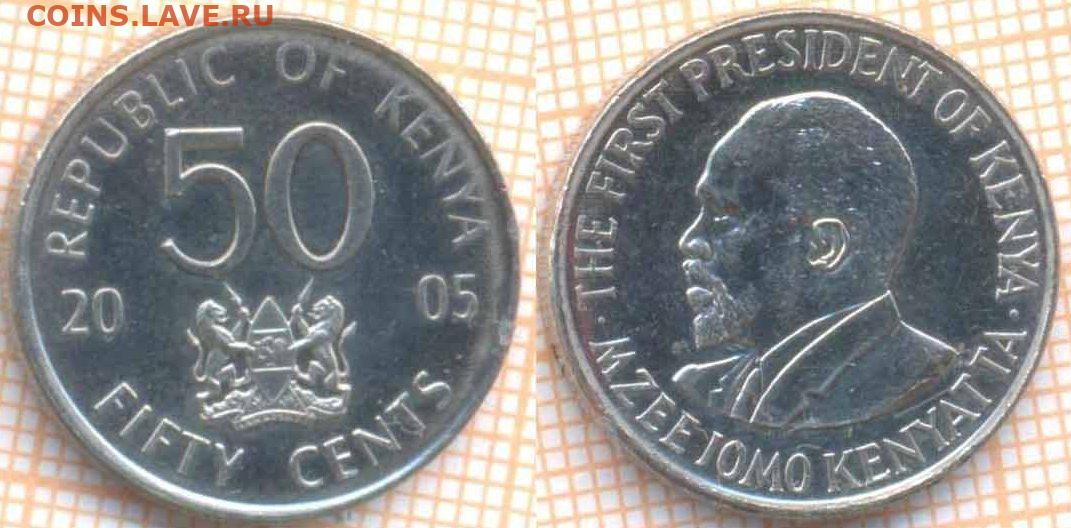 COINS.LAVE.RU
REPUBLIC OF KENYA
50
20 05
FIFTY CENTS
· THE FIRST PRESIDENT OF KENYA ·
MZEE JOMO KENYATTA